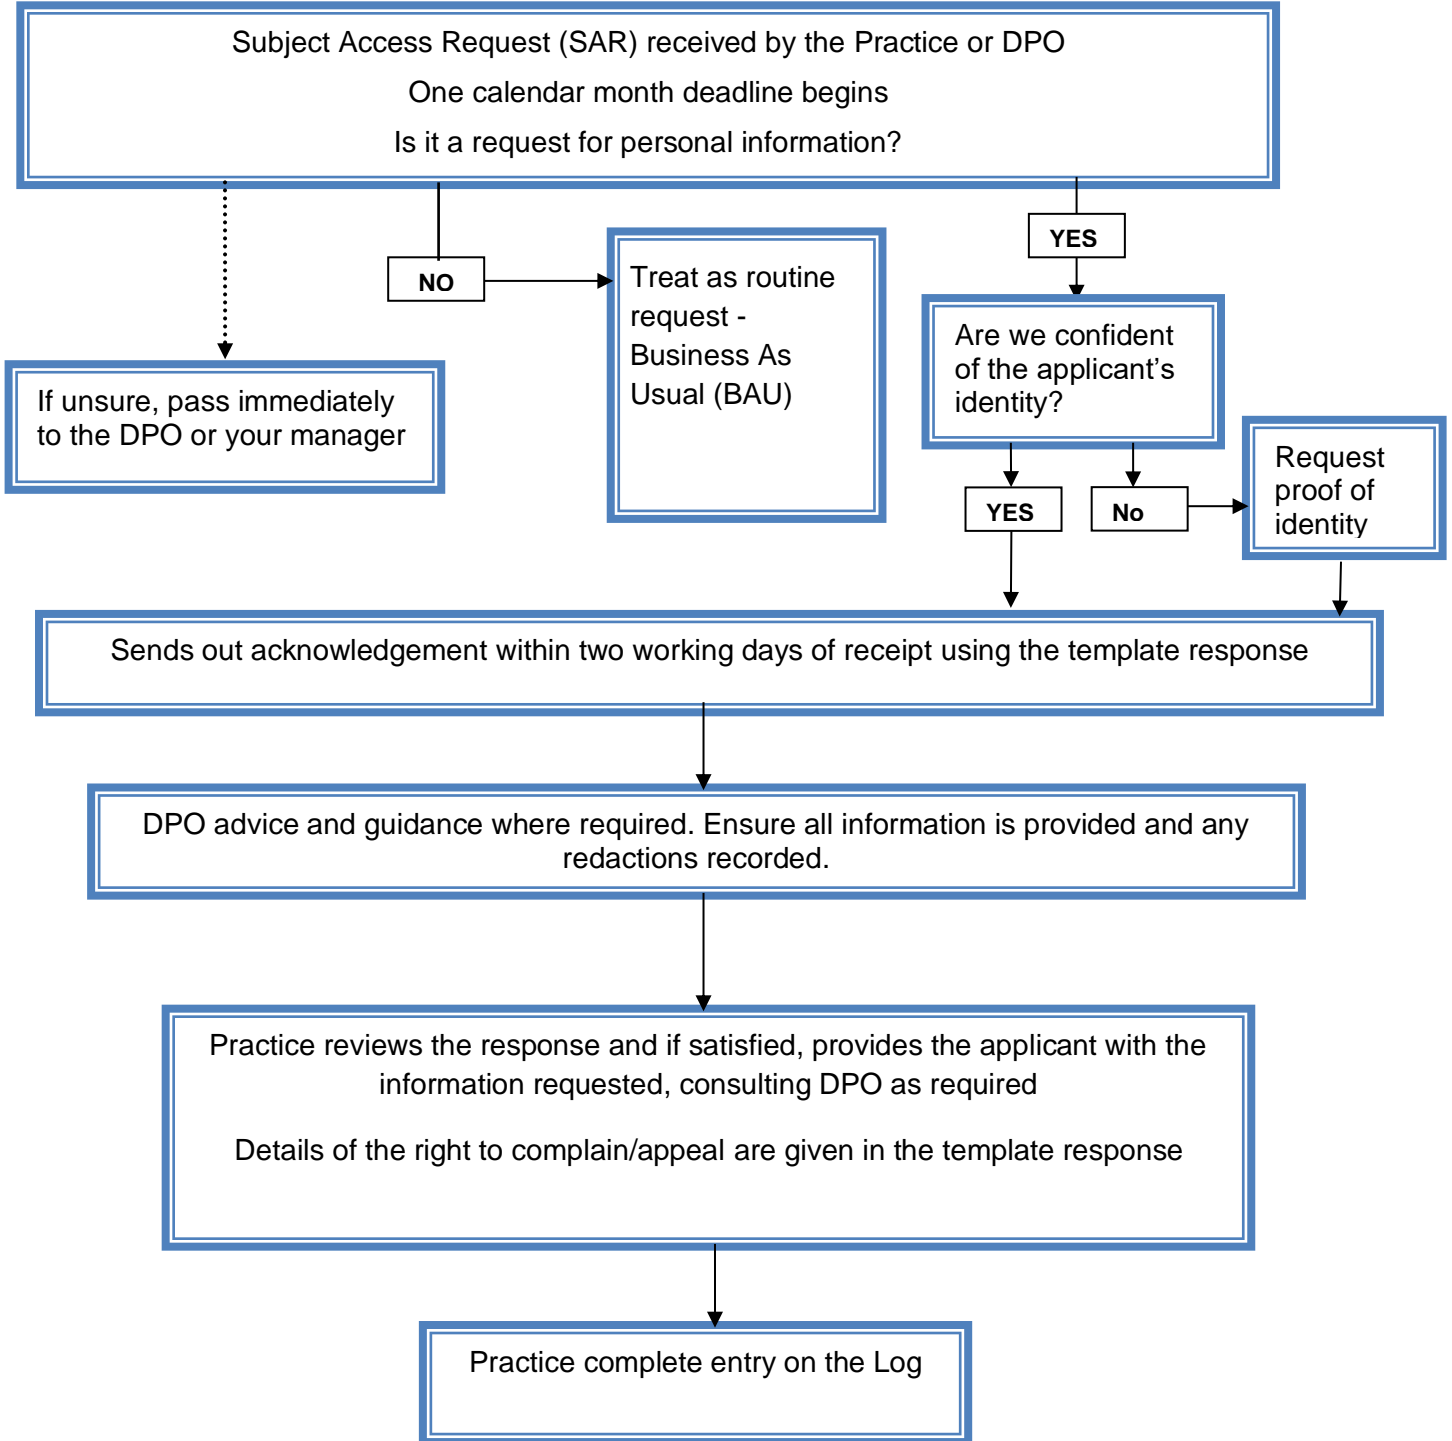 Subject Access Request (SAR) received by the Practice or DPO
One calendar month deadline begins
Is it a request for personal information?
YES
NO
Treat as routine
request -
Business As
Usual (BAU)
Are we confident
of the applicant’s
identity?
If unsure, pass immediately
to the DPO or your manager
Request
proof of
identity
YES
No
Sends out acknowledgement within two working days of receipt using the template response
DPO advice and guidance where required. Ensure all information is provided and any
redactions recorded.
Practice reviews the response and if satisfied, provides the applicant with the
information requested, consulting DPO as required
Details of the right to complain/appeal are given in the template response
Practice complete entry on the Log